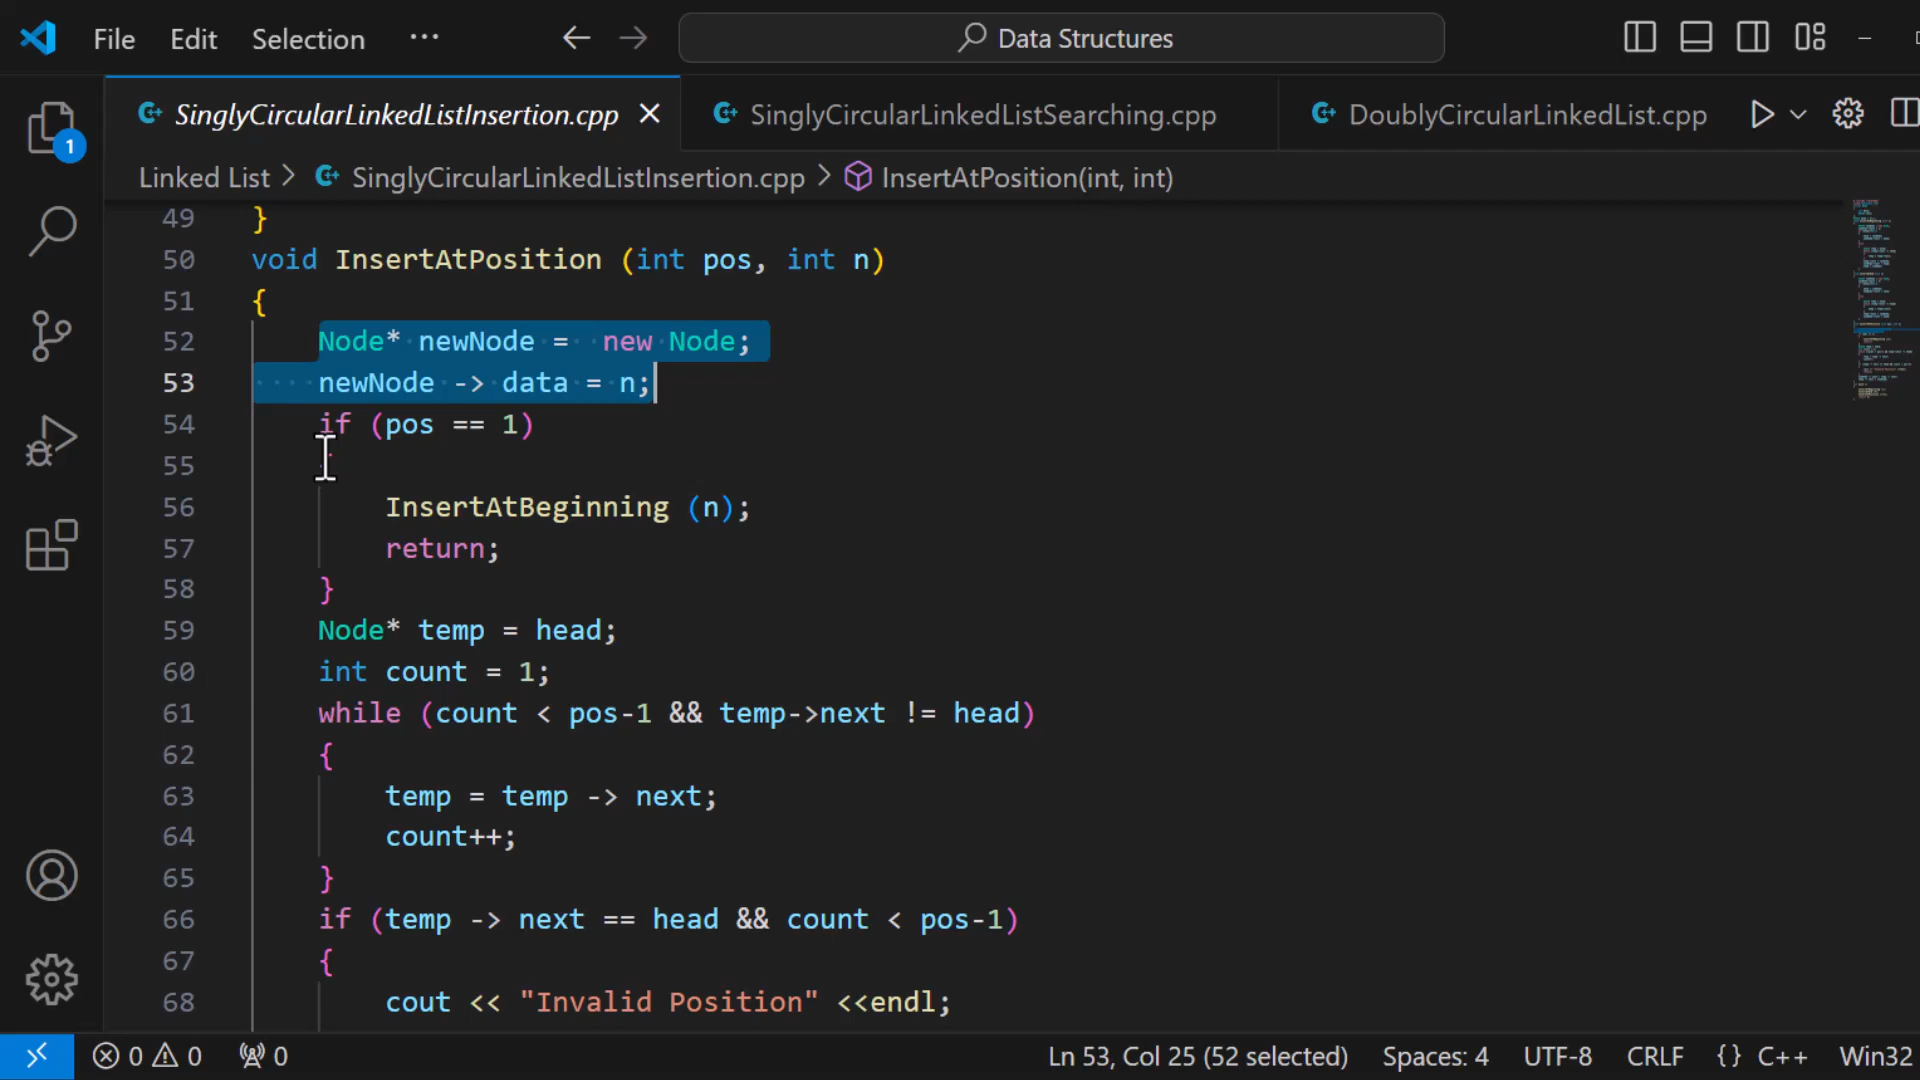 File Edit Selection ··· Data Structures
SinglyCircularLinkedListInsertion.cpp SinglyCircularLinkedListSearching.cpp DoublyCircularLinkedList.cpp
1
Linked List > SinglyCircularLinkedListInsertion.cpp > InsertAtPosition(int, int)
49 }
50 void InsertAtPosition (int pos, int n)
51 {
52 Node* newNode =  new Node;
53 newNode -> data = n;
54 if (pos == 1)
55
56 InsertAtBeginning (n);
57 return;
58 }
59 Node* temp = head;
60 int count = 1;
61 while (count < pos-1 && temp->next != head)
62 {
63 temp = temp -> next;
64 count++;
65 }
66 if (temp -> next == head && count < pos-1)
67 {
68 cout << "Invalid Position" <<endl;
0 0 0 Ln 53, Col 25 (52 selected) Spaces: 4 UTF-8 CRLF {} C++ Win32